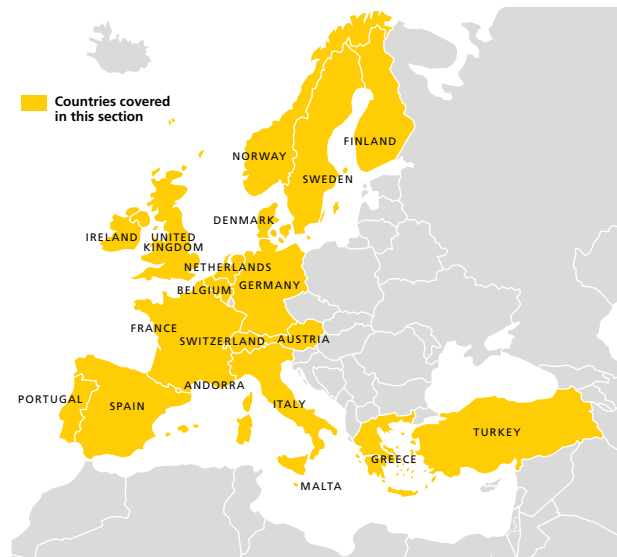 Countries covered
in this section
NORWAY
FINLAND
SWEDEN
DENMARK
IRELAND
UNITED
KINGDOM
NETHERLANDS
BELGIUM
GERMANY
FRANCE
SWITZERLAND
AUSTRIA
ANDORRA
PORTUGAL
SPAIN
ITALY
TURKEY
GREECE
MALTA